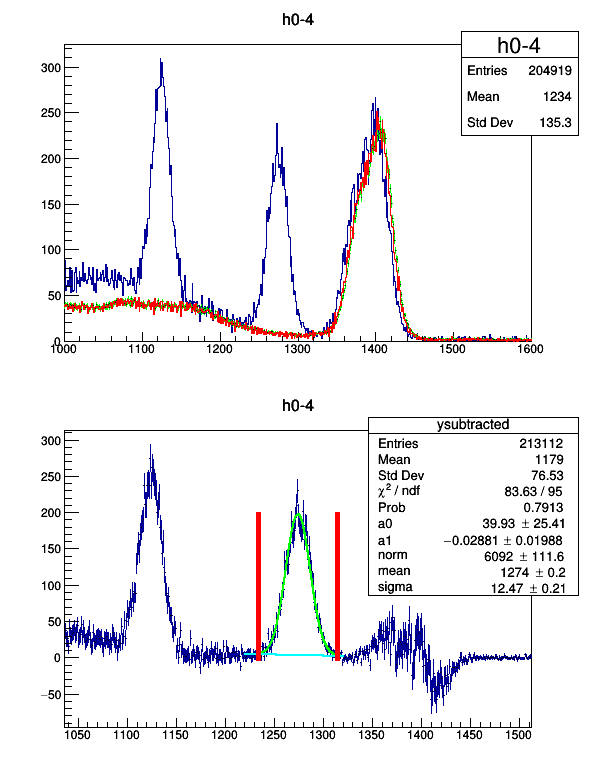 h0-4
h0-4
Entries 204919
Mean 1234
Std Dev 135.3
300
250
200
150
100
50
0
1000 1100 1200 1300 1400 1500 1600
h0-4
ysubtracted
Entries 213112
Mean 1179
Std Dev 76.53
χ² / ndf 83.63 / 95
Prob 0.7913
a0 39.93 ± 25.41
a1 −0.02881 ± 0.01988
norm 6092 ± 111.6
mean 1274 ± 0.2
sigma 12.47 ± 0.21
300
250
200
150
100
50
0
−50
1050 1100 1150 1200 1250 1300 1350 1400 1450 1500